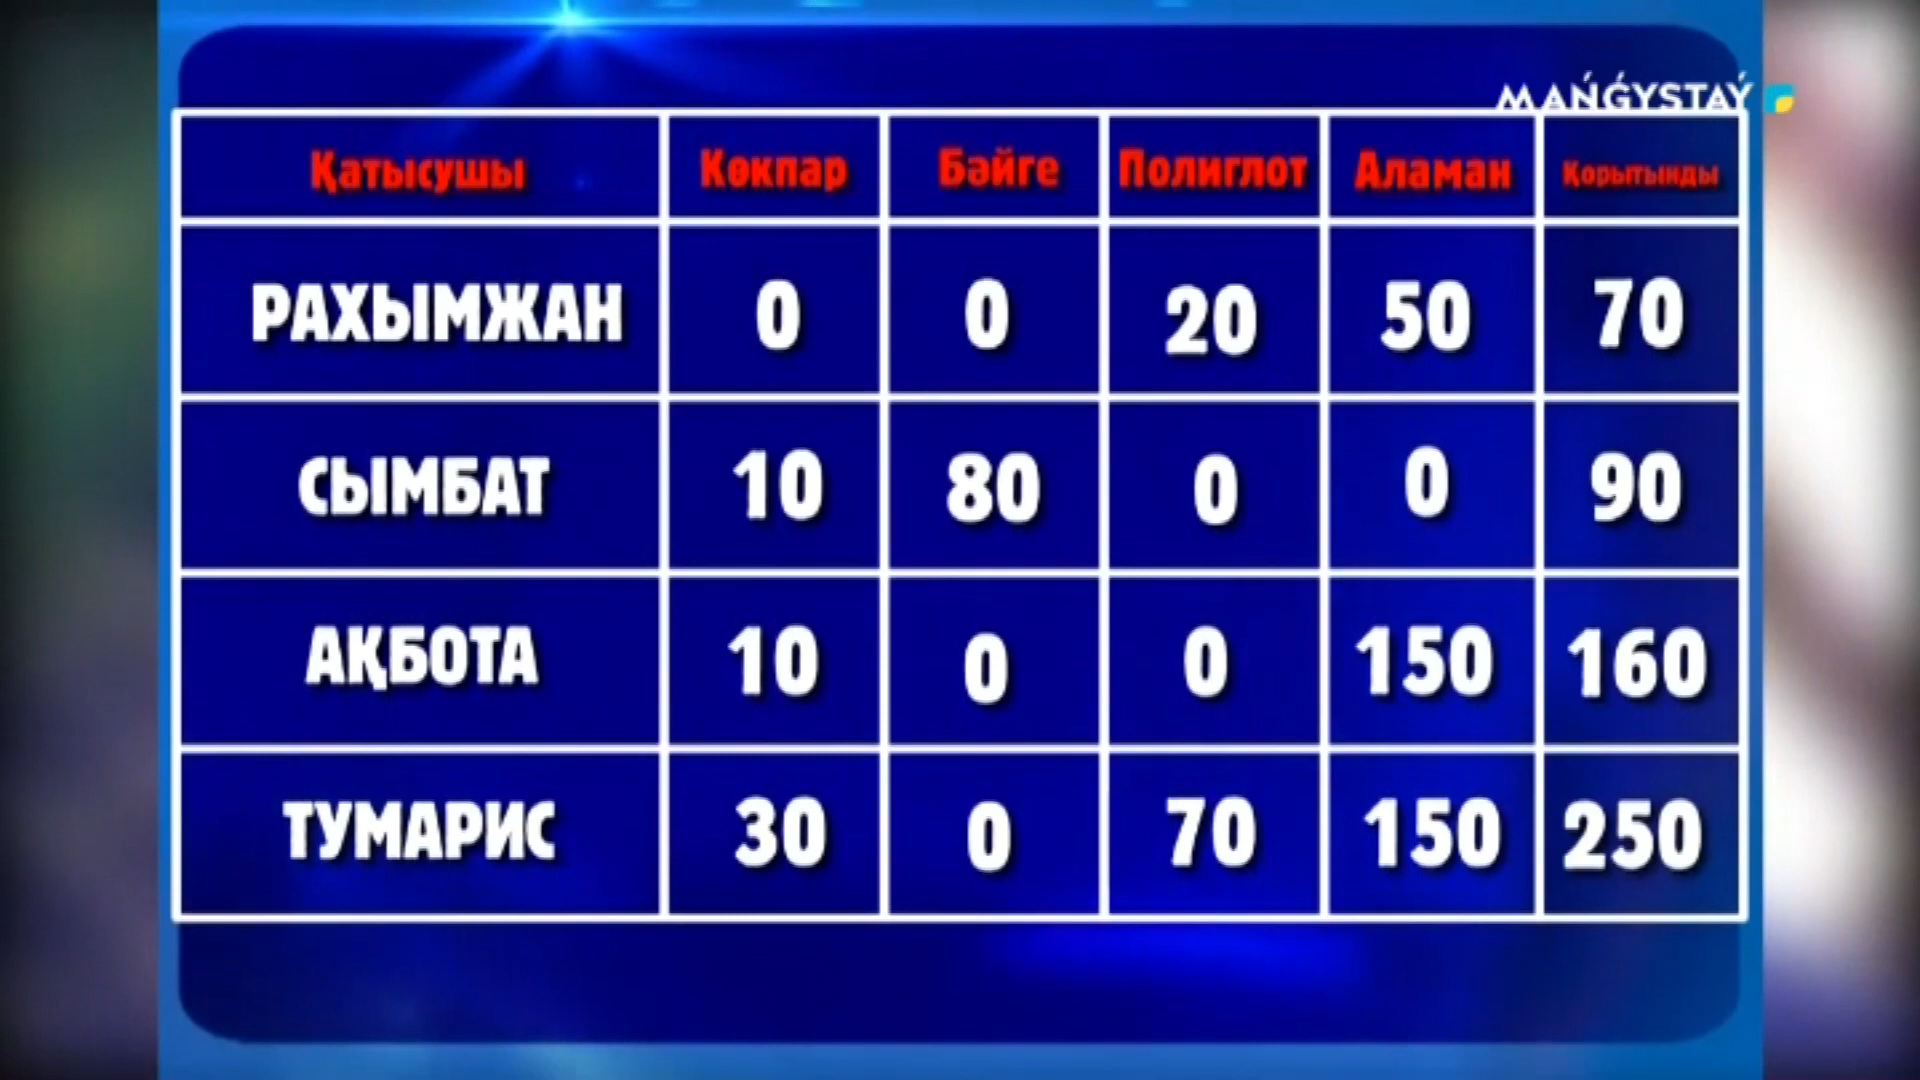 MAŃǴYSTAÝ
Қатысушы Көкпар Бәйге Полиглот Аламан Қорытынды
РАХЫМЖАН 0 0 20 50 70
СЫМБАТ 10 80 0 0 90
АҚБОТА 10 0 0 150 160
ТУМАРИС 30 0 70 150 250